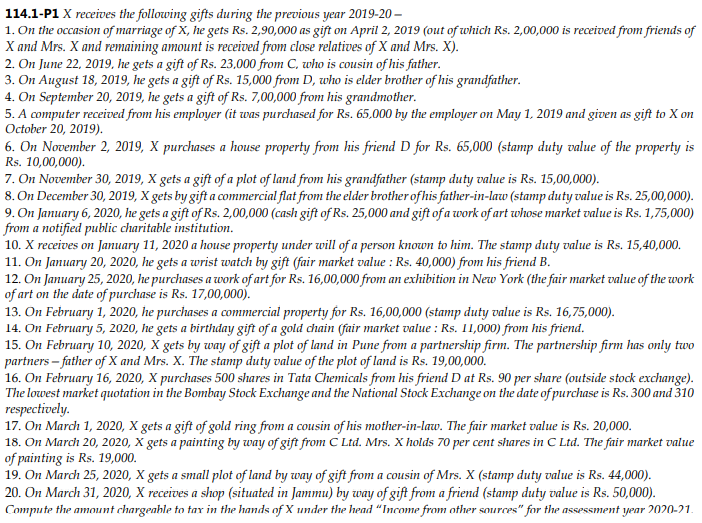 114.1-P1 X receives the following gifts during the previous year 2019-20 –
1. On the occasion of marriage of X, he gets Rs. 2,90,000 as gift on April 2, 2019 (out of which Rs. 2,00,000 is received from friends of
X and Mrs. X and remaining amount is received from close relatives of X and Mrs. X).
2. On June 22, 2019, he gets a gift of Rs. 23,000 from C, who is cousin of his father.
3. On August 18, 2019, he gets a gift of Rs. 15,000 from D, who is elder brother of his grandfather.
4. On September 20, 2019, he gets a gift of Rs. 7,00,000 from his grandmother.
5. A computer received from his employer (it was purchased for Rs. 65,000 by the employer on May 1, 2019 and given as gift to X on
October 20, 2019).
6. On November 2, 2019, X purchases a house property from his friend D for Rs. 65,000 (stamp duty value of the property is
Rs. 10,00,000).
7. On November 30, 2019, X gets a gift of a plot of land from his grandfather (stamp duty value is Rs. 15,00,000).
8. On December 30, 2019, X gets by gift a commercial flat from the elder brother of his father-in-law (stamp duty value is Rs. 25,00,000).
9. On January 6, 2020, he gets a gift of Rs. 2,00,000 (cash gift of Rs. 25,000 and gift of a work of art whose market value is Rs. 1,75,000)
from a notified public charitable institution.
10. X receives on January 11, 2020 a house property under will of a person known to him. The stamp duty value is Rs. 15,40,000.
11. On January 20, 2020, he gets a wrist watch by gift (fair market value : Rs. 40,000) from his friend B.
12. On January 25, 2020, he purchases a work of art for Rs. 16,00,000 from an exhibition in New York (the fair market value of the work
of art on the date of purchase is Rs. 17,00,000).
13. On February 1, 2020, he purchases a commercial property for Rs. 16,00,000 (stamp duty value is Rs. 16,75,000).
14. On February 5, 2020, he gets a birthday gift of a gold chain (fair market value : Rs. 11,000) from his friend.
15. On February 10, 2020, X gets by way of gift a plot of land in Pune from a partnership firm. The partnership firm has only two
partners – father of X and Mrs. X. The stamp duty value of the plot of land is Rs. 19,00,000.
16. On February 16, 2020, X purchases 500 shares in Tata Chemicals from his friend D at Rs. 90 per share (outside stock exchange).
The lowest market quotation in the Bombay Stock Exchange and the National Stock Exchange on the date of purchase is Rs. 300 and 310
respectively.
17. On March 1, 2020, X gets a gift of gold ring from a cousin of his mother-in-law. The fair market value is Rs. 20,000.
18. On March 20, 2020, X gets a painting by way of gift from C Ltd. Mrs. X holds 70 per cent shares in C Ltd. The fair market value
of painting is Rs. 19,000.
19. On March 25, 2020, X gets a small plot of land by way of gift from a cousin of Mrs. X (stamp duty value is Rs. 44,000).
20. On March 31, 2020, X receives a shop (situated in Jammu) by way of gift from a friend (stamp duty value is Rs. 50,000).
Compute the amount chargeable to tax in the hands of X under the head "Income from other sources" for the assessment year 2020-21.